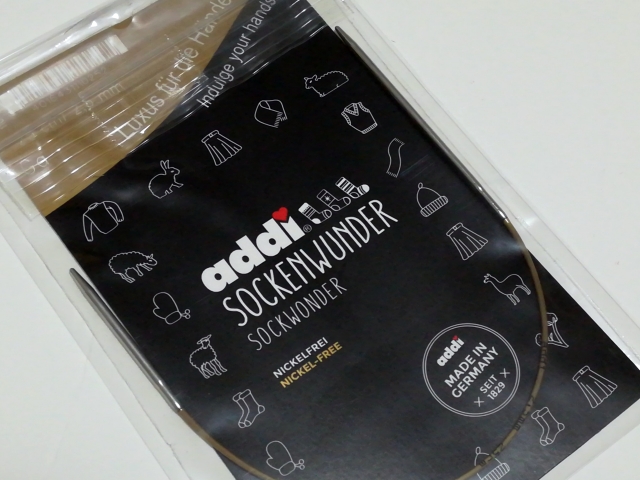 Luxus für die Hände
Indulge your hands
mm
addi®
SOCKENWUNDER
SOCKWONDER
NICKELFREI
NICKEL-FREE
addi
MADE IN
GERMANY
SEIT
1829